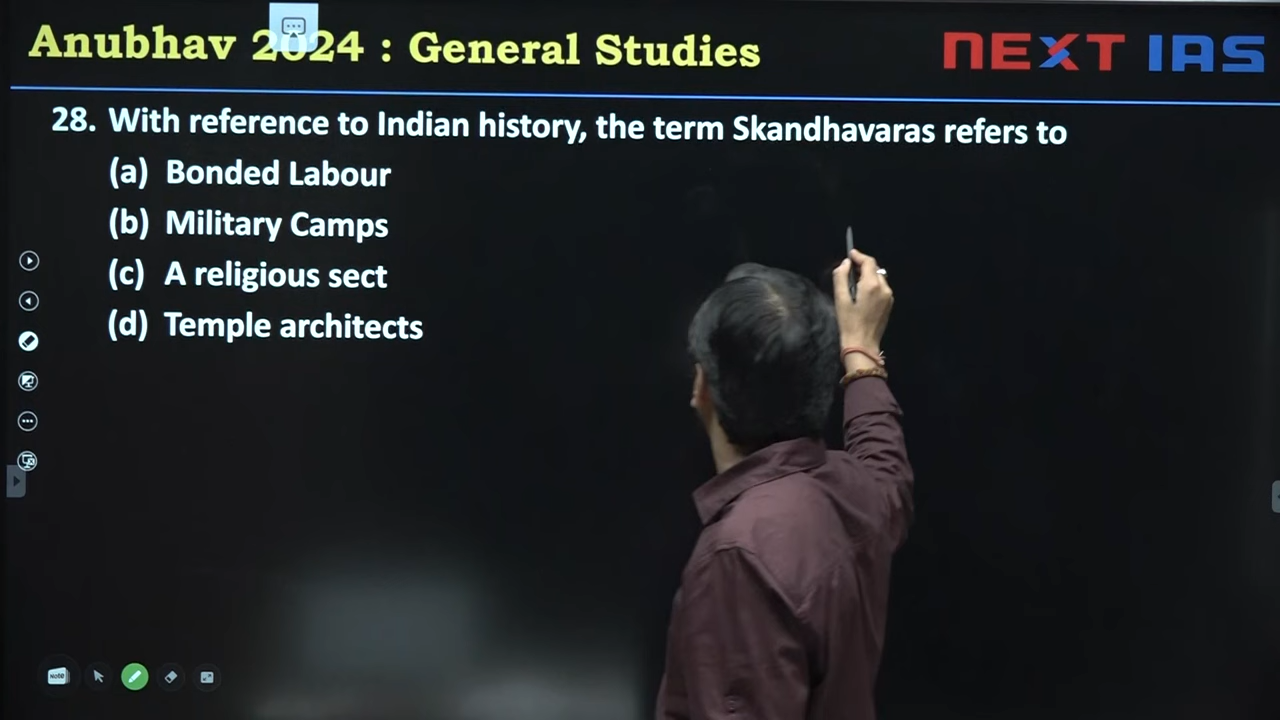 Anubhav 2024 : General Studies
NEXT IAS
28. With reference to Indian history, the term Skandhavaras refers to
(a) Bonded Labour
(b) Military Camps
(c) A religious sect
(d) Temple architects
NOTE